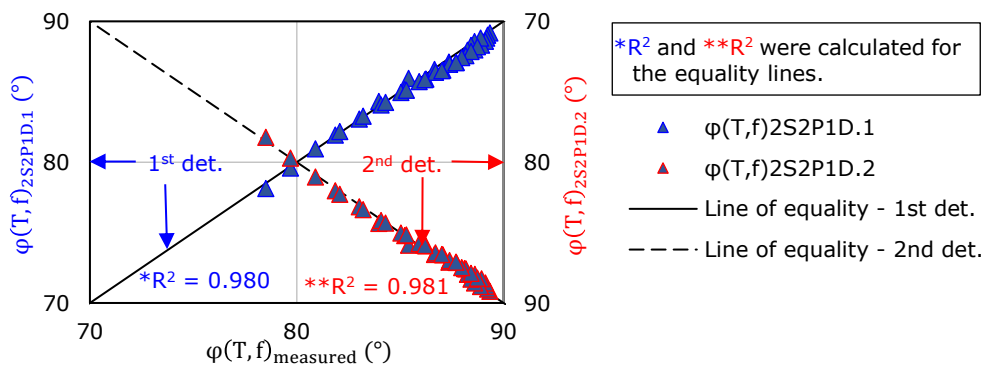 90
80
70
φ(T,f)2S2P1D.1 (°)
70
80
90
φ(T,f)measured (°)
70
80
90
φ(T,f)2S2P1D.2 (°)
1st det.
2nd det.
*R² = 0.980
**R² = 0.981
*R² and **R² were calculated for
the equality lines.
φ(T,f)2S2P1D.1
φ(T,f)2S2P1D.2
Line of equality - 1st det.
Line of equality - 2nd det.